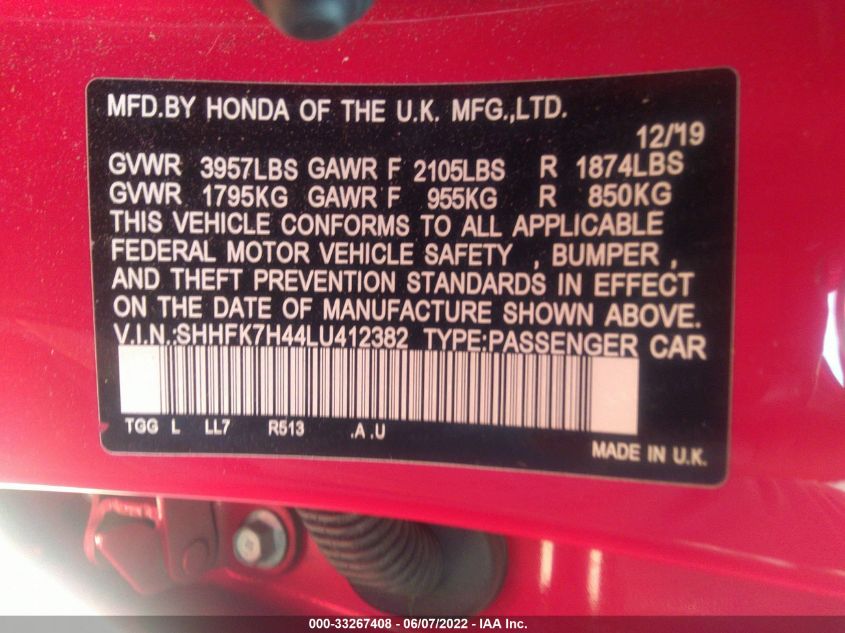 MFD.BY HONDA OF THE U.K. MFG.,LTD.
12/19
GVWR 3957LBS GAWR F 2105LBS R 1874LBS
GVWR 1795KG GAWR F 955KG R 850KG
THIS VEHICLE CONFORMS TO ALL APPLICABLE
FEDERAL MOTOR VEHICLE SAFETY , BUMPER ,
AND THEFT PREVENTION STANDARDS IN EFFECT
ON THE DATE OF MANUFACTURE SHOWN ABOVE.
V.I.N.:SHHFK7H44LU412382 TYPE:PASSENGER CAR
TGG L LL7 R513 .A .U
MADE IN U.K.
000-33267408 - 06/07/2022 - IAA Inc.